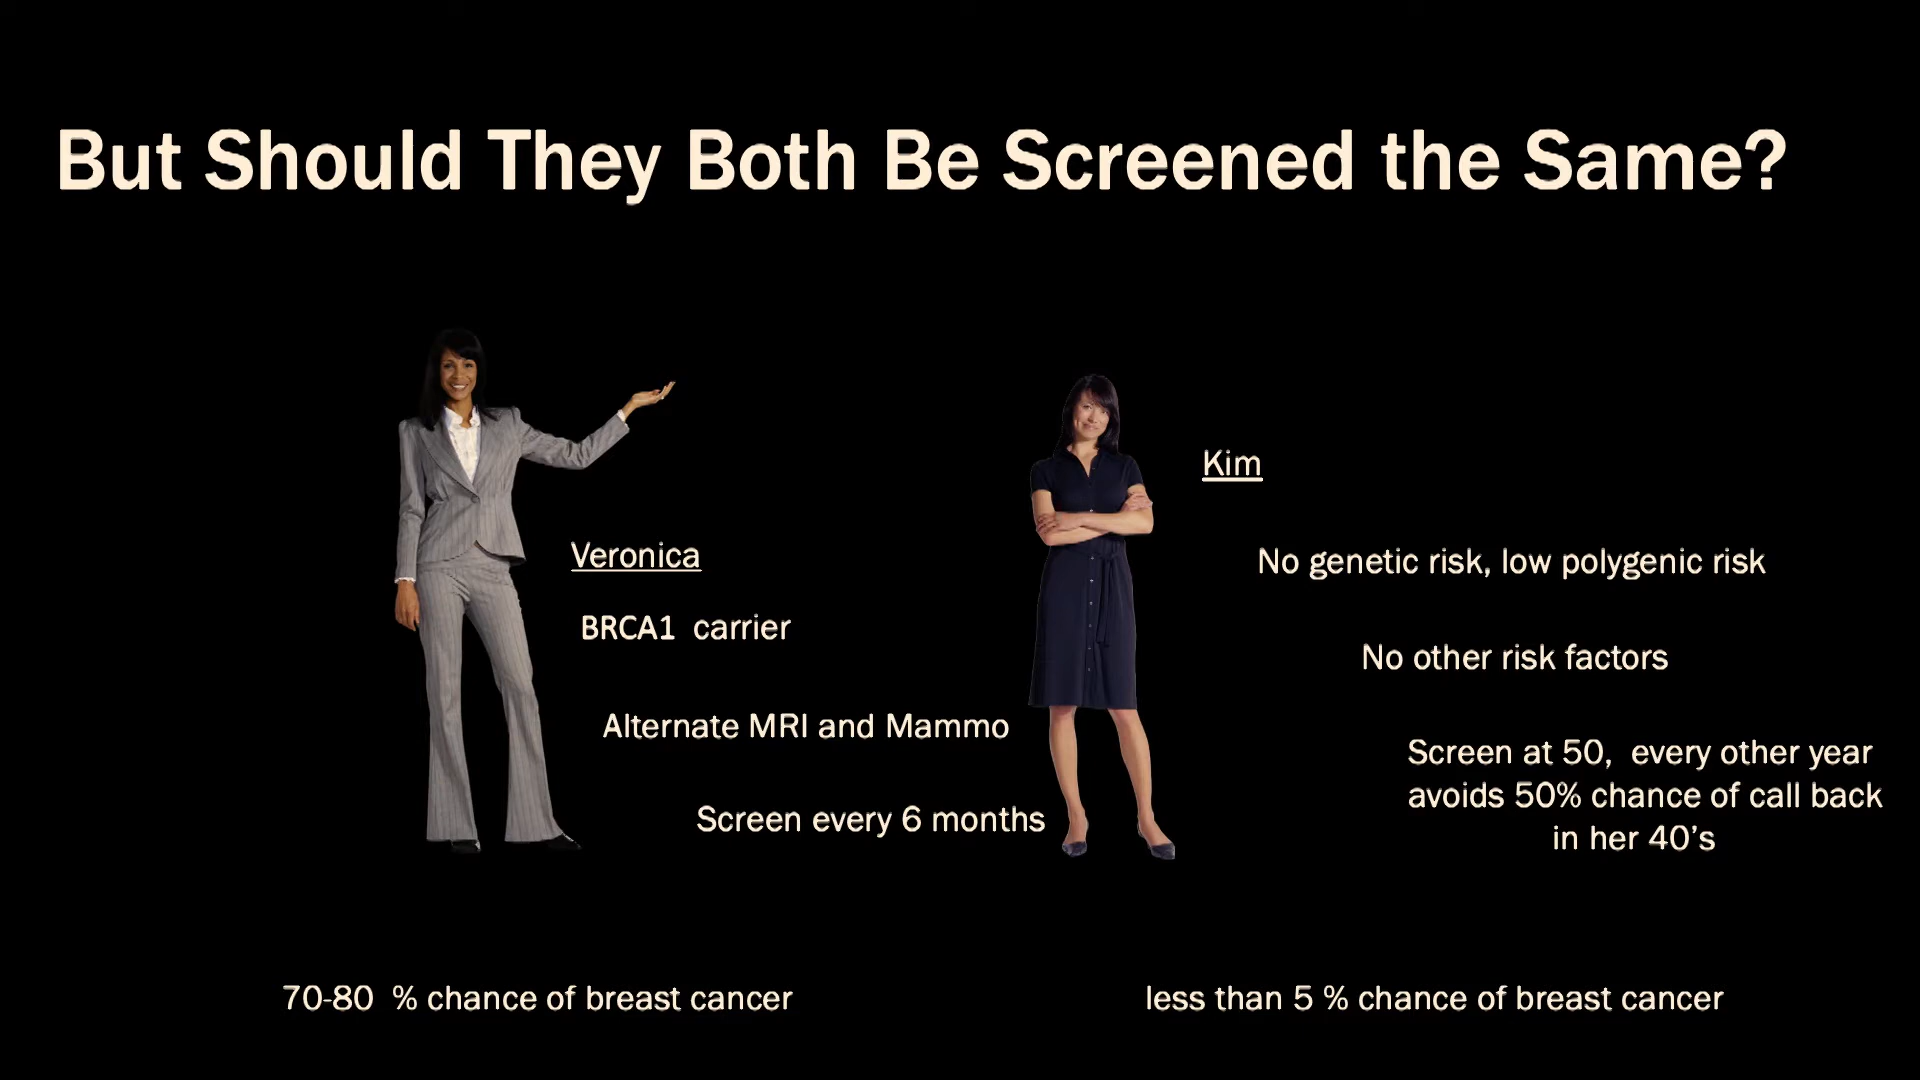 But Should They Both Be Screened the Same?
Veronica
BRCA1 carrier
Alternate MRI and Mammo
Screen every 6 months
70-80 % chance of breast cancer
Kim
No genetic risk, low polygenic risk
No other risk factors
Screen at 50, every other year
avoids 50% chance of call back
in her 40’s
less than 5 % chance of breast cancer